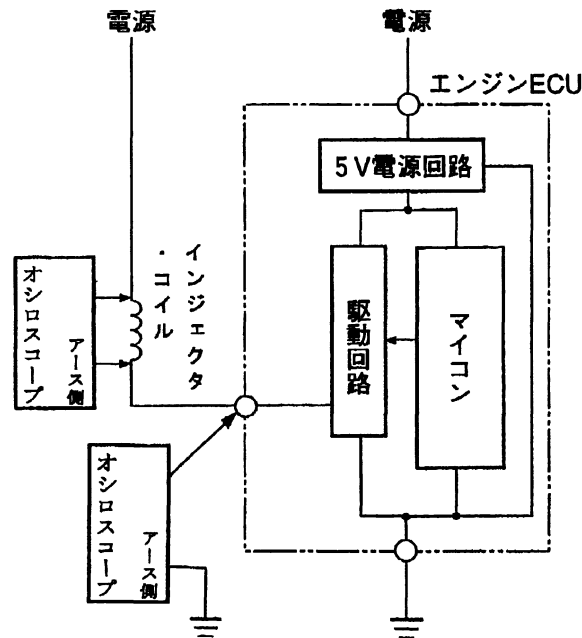 電源
電源
エンジンECU
5V電源回路
インジェクタ
・コイル
オシロスコープ
アース側
駆動回路
マイコン
オシロスコープ
アース側